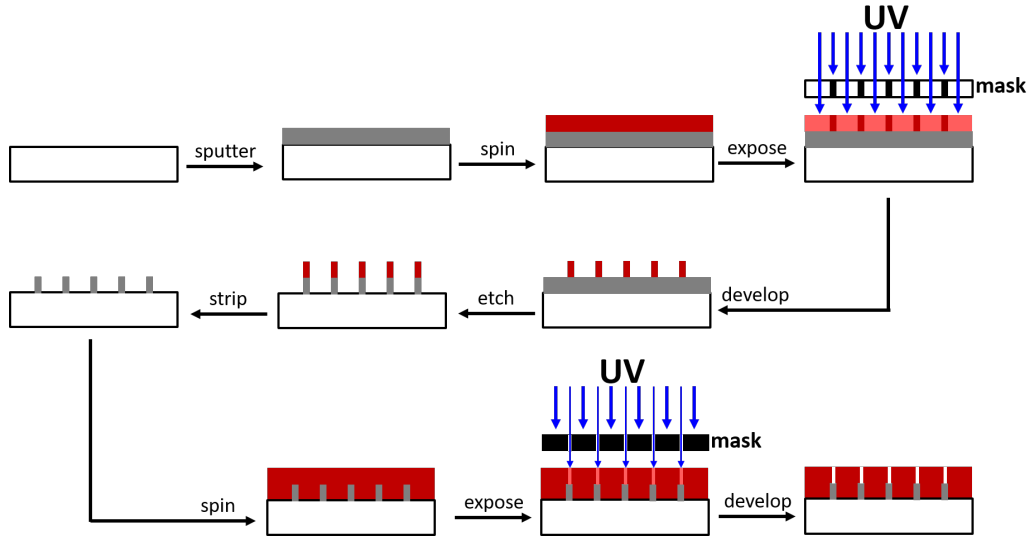 UV
mask
sputter
spin
expose
strip
etch
develop
UV
mask
spin
expose
develop